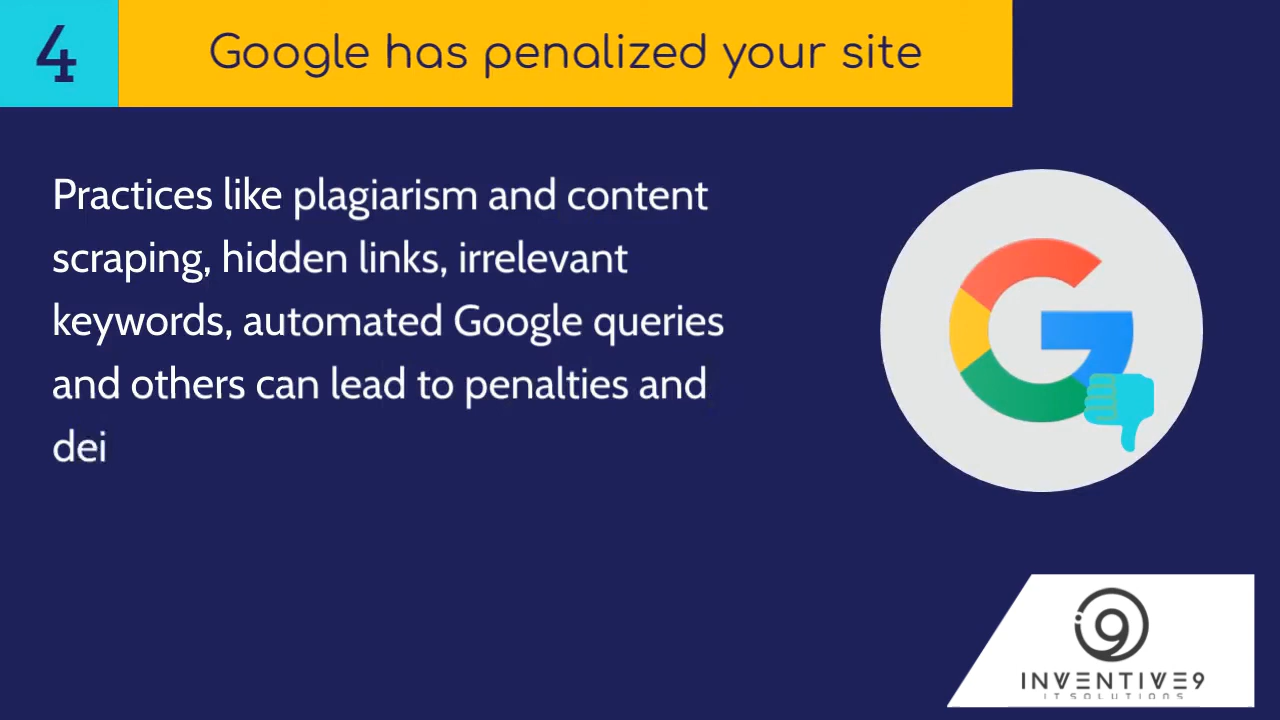 4
Google has penalized your site
Practices like plagiarism and content
scraping, hidden links, irrelevant
keywords, automated Google queries
and others can lead to penalties and
dei
INVENTIVE9
IT SOLUTIONS